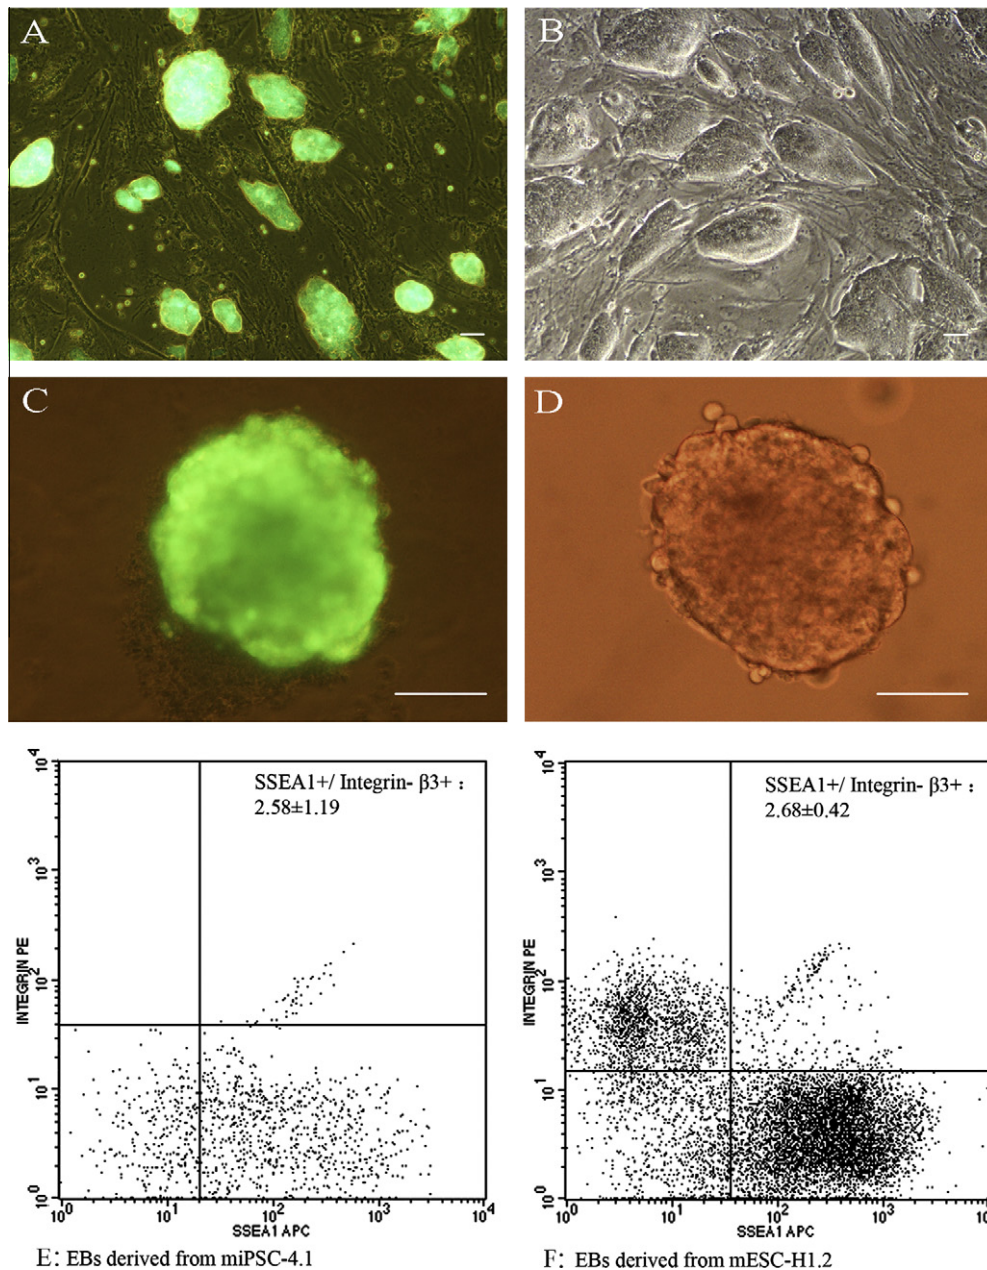 A
B
C
D
SSEA1+/ Integrin- β3+ :
2.58±1.19
INTEGRIN PE
10⁴
10³
10²
10¹
10⁰
10⁰ 10¹ 10² 10³ 10⁴
SSEA1 APC
E: EBs derived from miPSC-4.1
SSEA1+/ Integrin- β3+ :
2.68±0.42
INTEGRIN PE
10⁴
10³
10²
10¹
10⁰
10⁰ 10¹ 10² 10³ 10
SSEA1 APC
F: EBs derived from mESC-H1.2